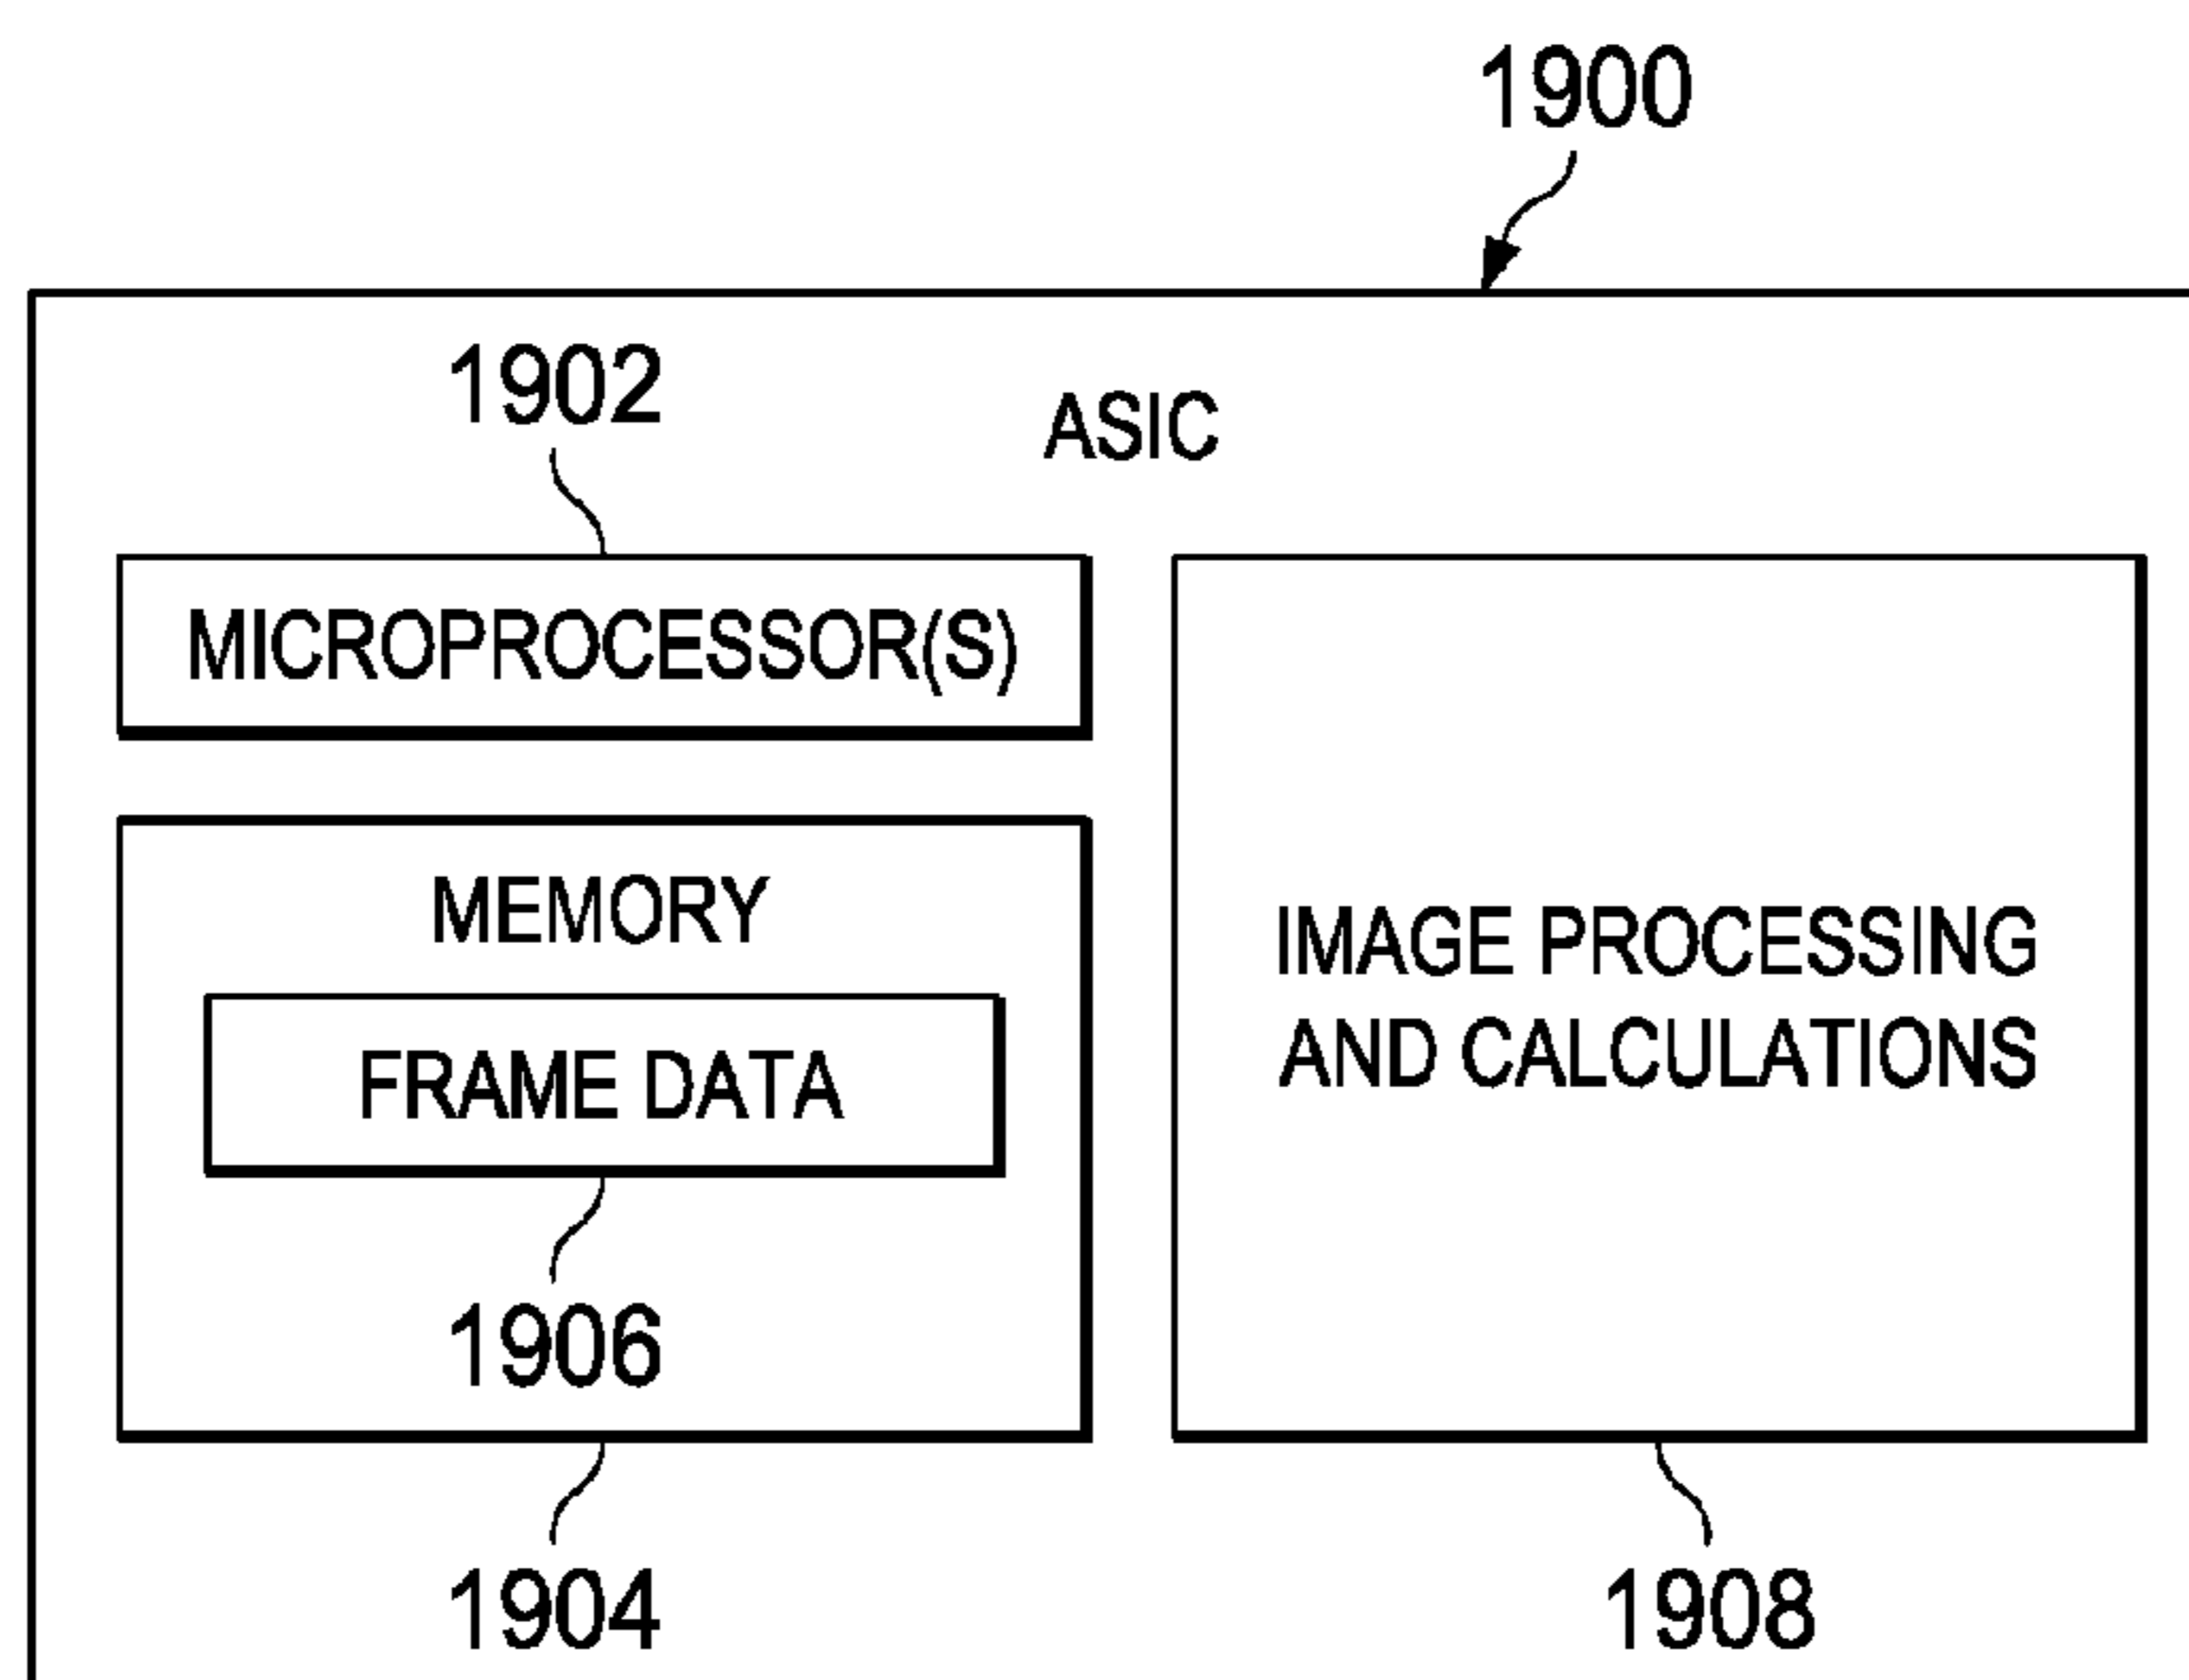 1900
1902
ASIC
MICROPROCESSOR(S)
MEMORY
FRAME DATA
1906
1904
IMAGE PROCESSING
AND CALCULATIONS
1908